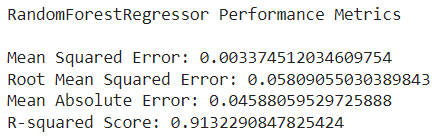 RandomForestRegressor Performance Metrics
Mean Squared Error: 0.003374512034609754
Root Mean Squared Error: 0.05809055030389843
Mean Absolute Error: 0.04588059529725888
R-squared Score: 0.9132290847825424